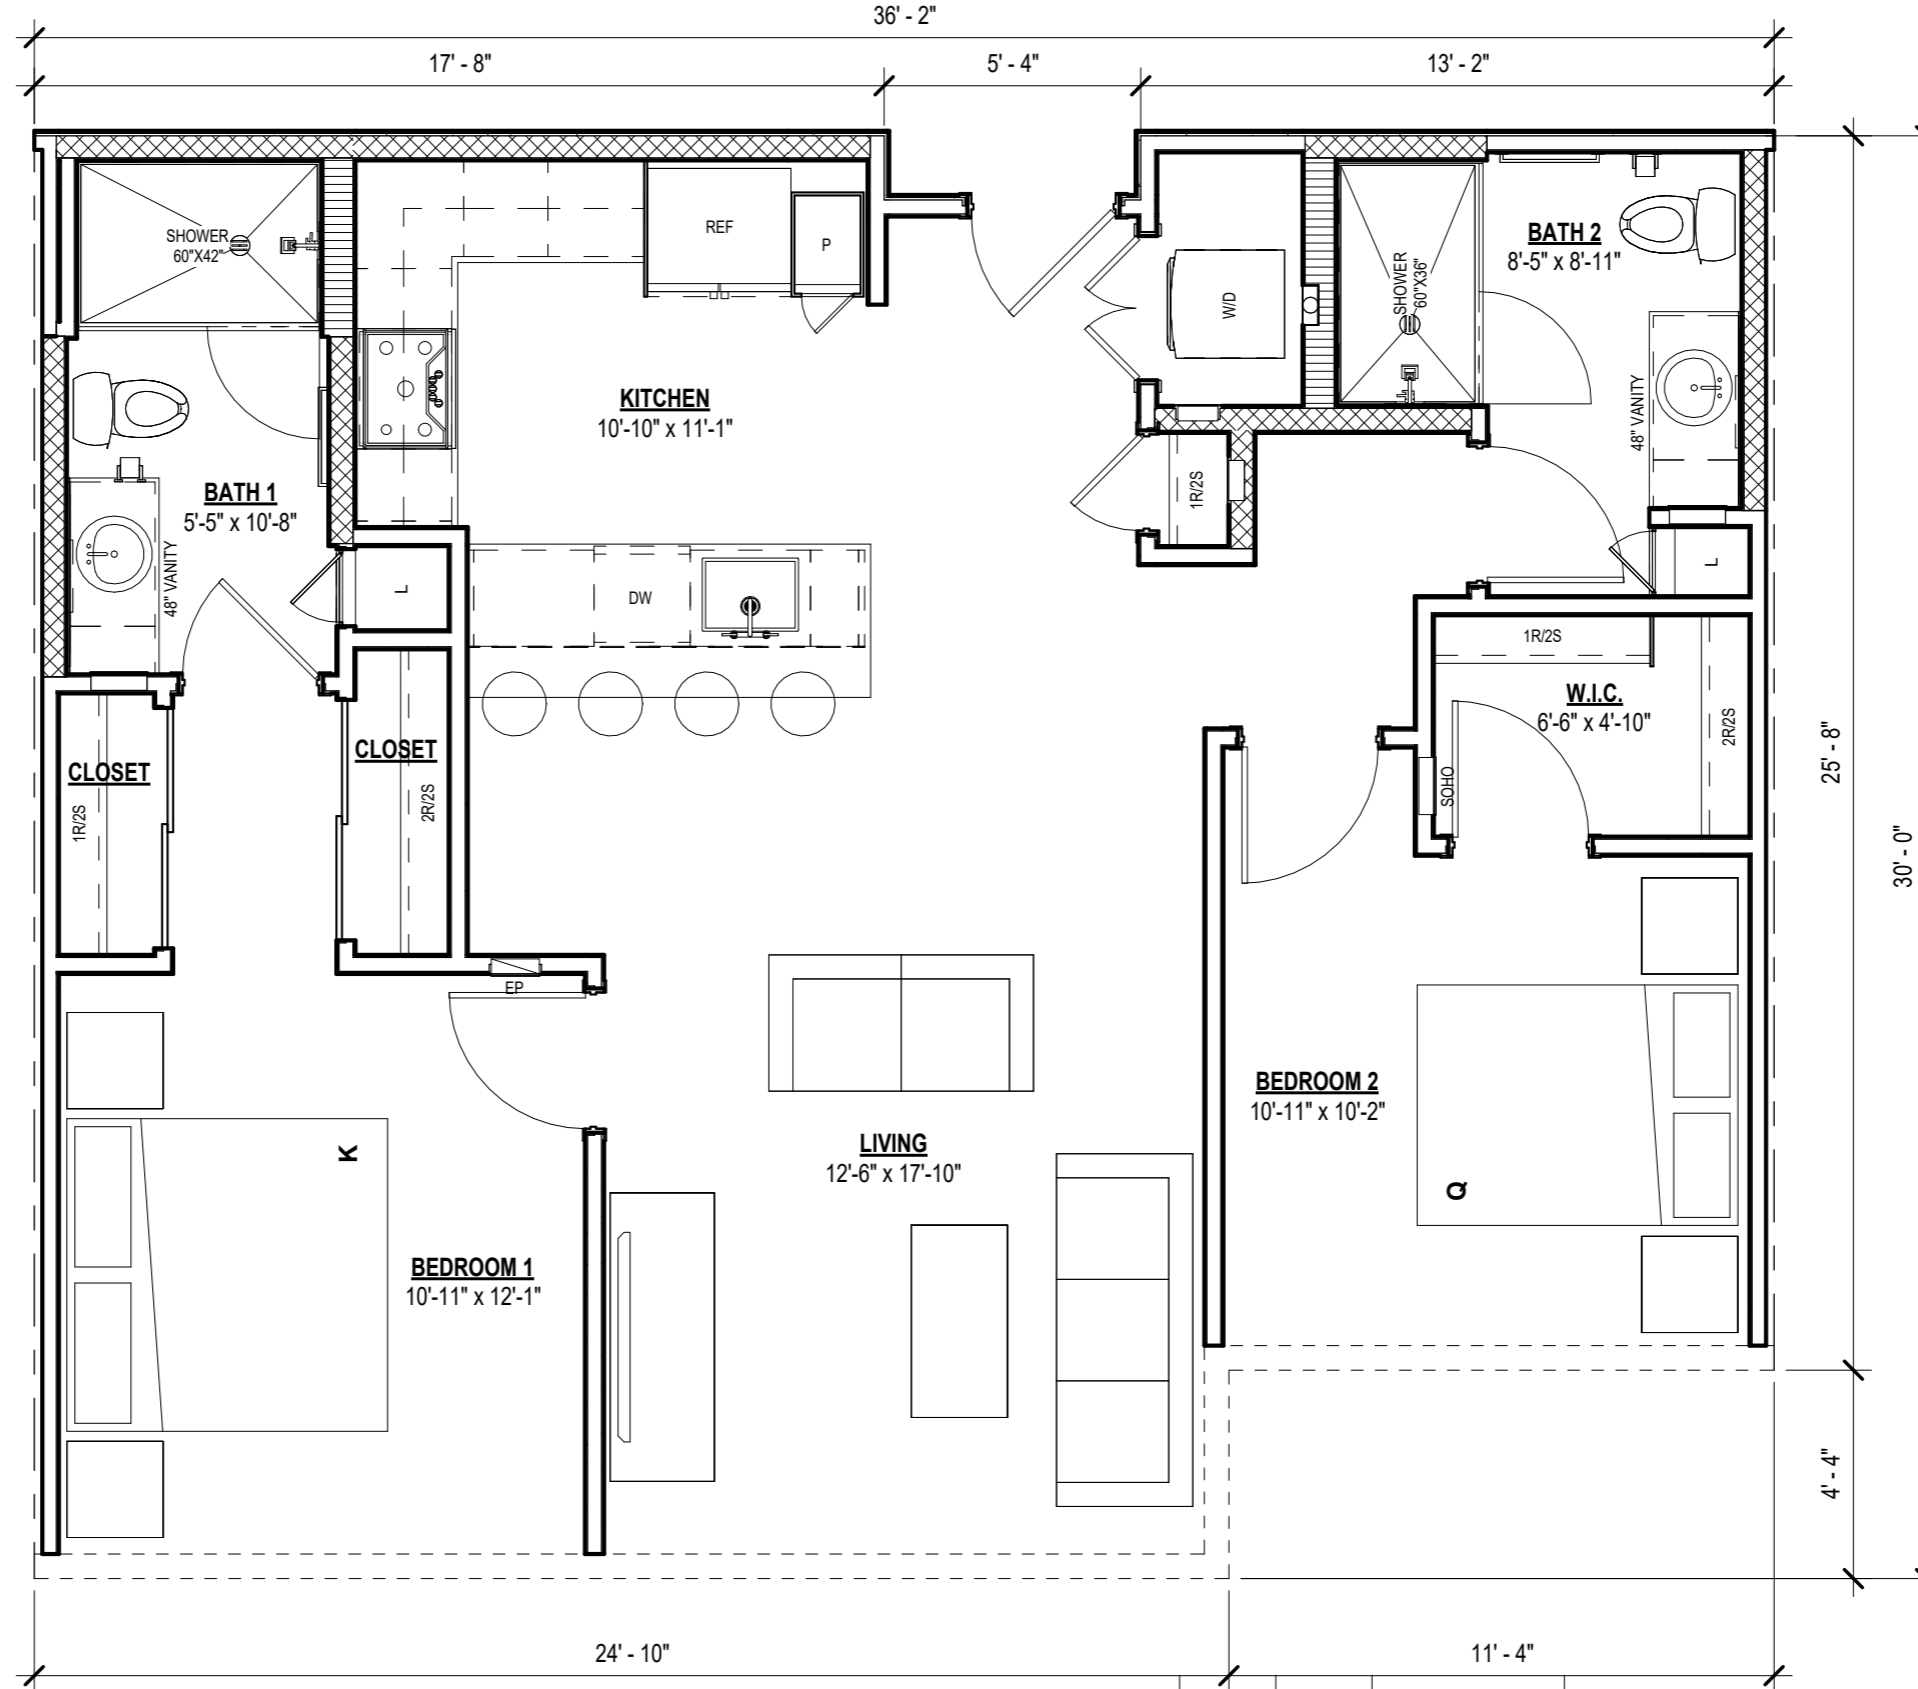 36' - 2"
17' - 8"
5' - 4"
13' - 2"
SHOWER
60"X42"
REF
P
W/D
SHOWER
60"X36"
BATH 2
8'-5" x 8'-11"
48" VANITY
KITCHEN
10'-10" x 11'-1"
BATH 1
5'-5" x 10'-8"
48" VANITY
1R/2S
L
DW
L
1R/2S
W.I.C.
6'-6" x 4'-10"
2R/2S
SOHO
CLOSET
1R/2S
CLOSET
2R/2S
25' - 8"
30' - 0"
EP
BEDROOM 2
10'-11" x 10'-2"
Q
K
LIVING
12'-6" x 17'-10"
BEDROOM 1
10'-11" x 12'-1"
4' - 4"
24' - 10"
11' - 4"